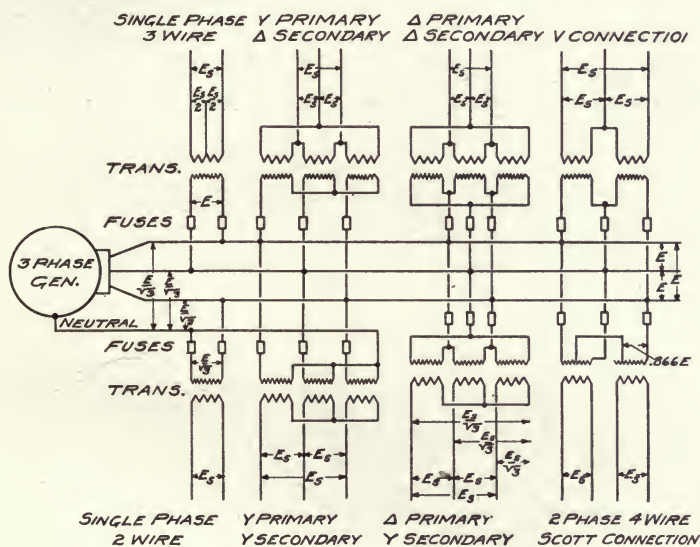 SINGLE PHASE
3 WIRE
Y PRIMARY
Δ SECONDARY
Δ PRIMARY
Δ SECONDARY
V CONNECTIOI
Es
Es
Es
Es
Es/2
Es/2
Es
Es
Es
Es
Es
Es
TRANS.
E
FUSES
3 PHASE
GEN.
E/√3
E/√3
E/√3
E
E
E
NEUTRAL
FUSES
E/√3
.866E
TRANS.
Es/√3
Es/√3
Es/√3
Es
Es
Es
Es
Es
Es
Es
Es
Es
SINGLE PHASE
2 WIRE
Y PRIMARY
Y SECONDARY
Δ PRIMARY
Y SECONDARY
2 PHASE 4 WIRE
SCOTT CONNECTION